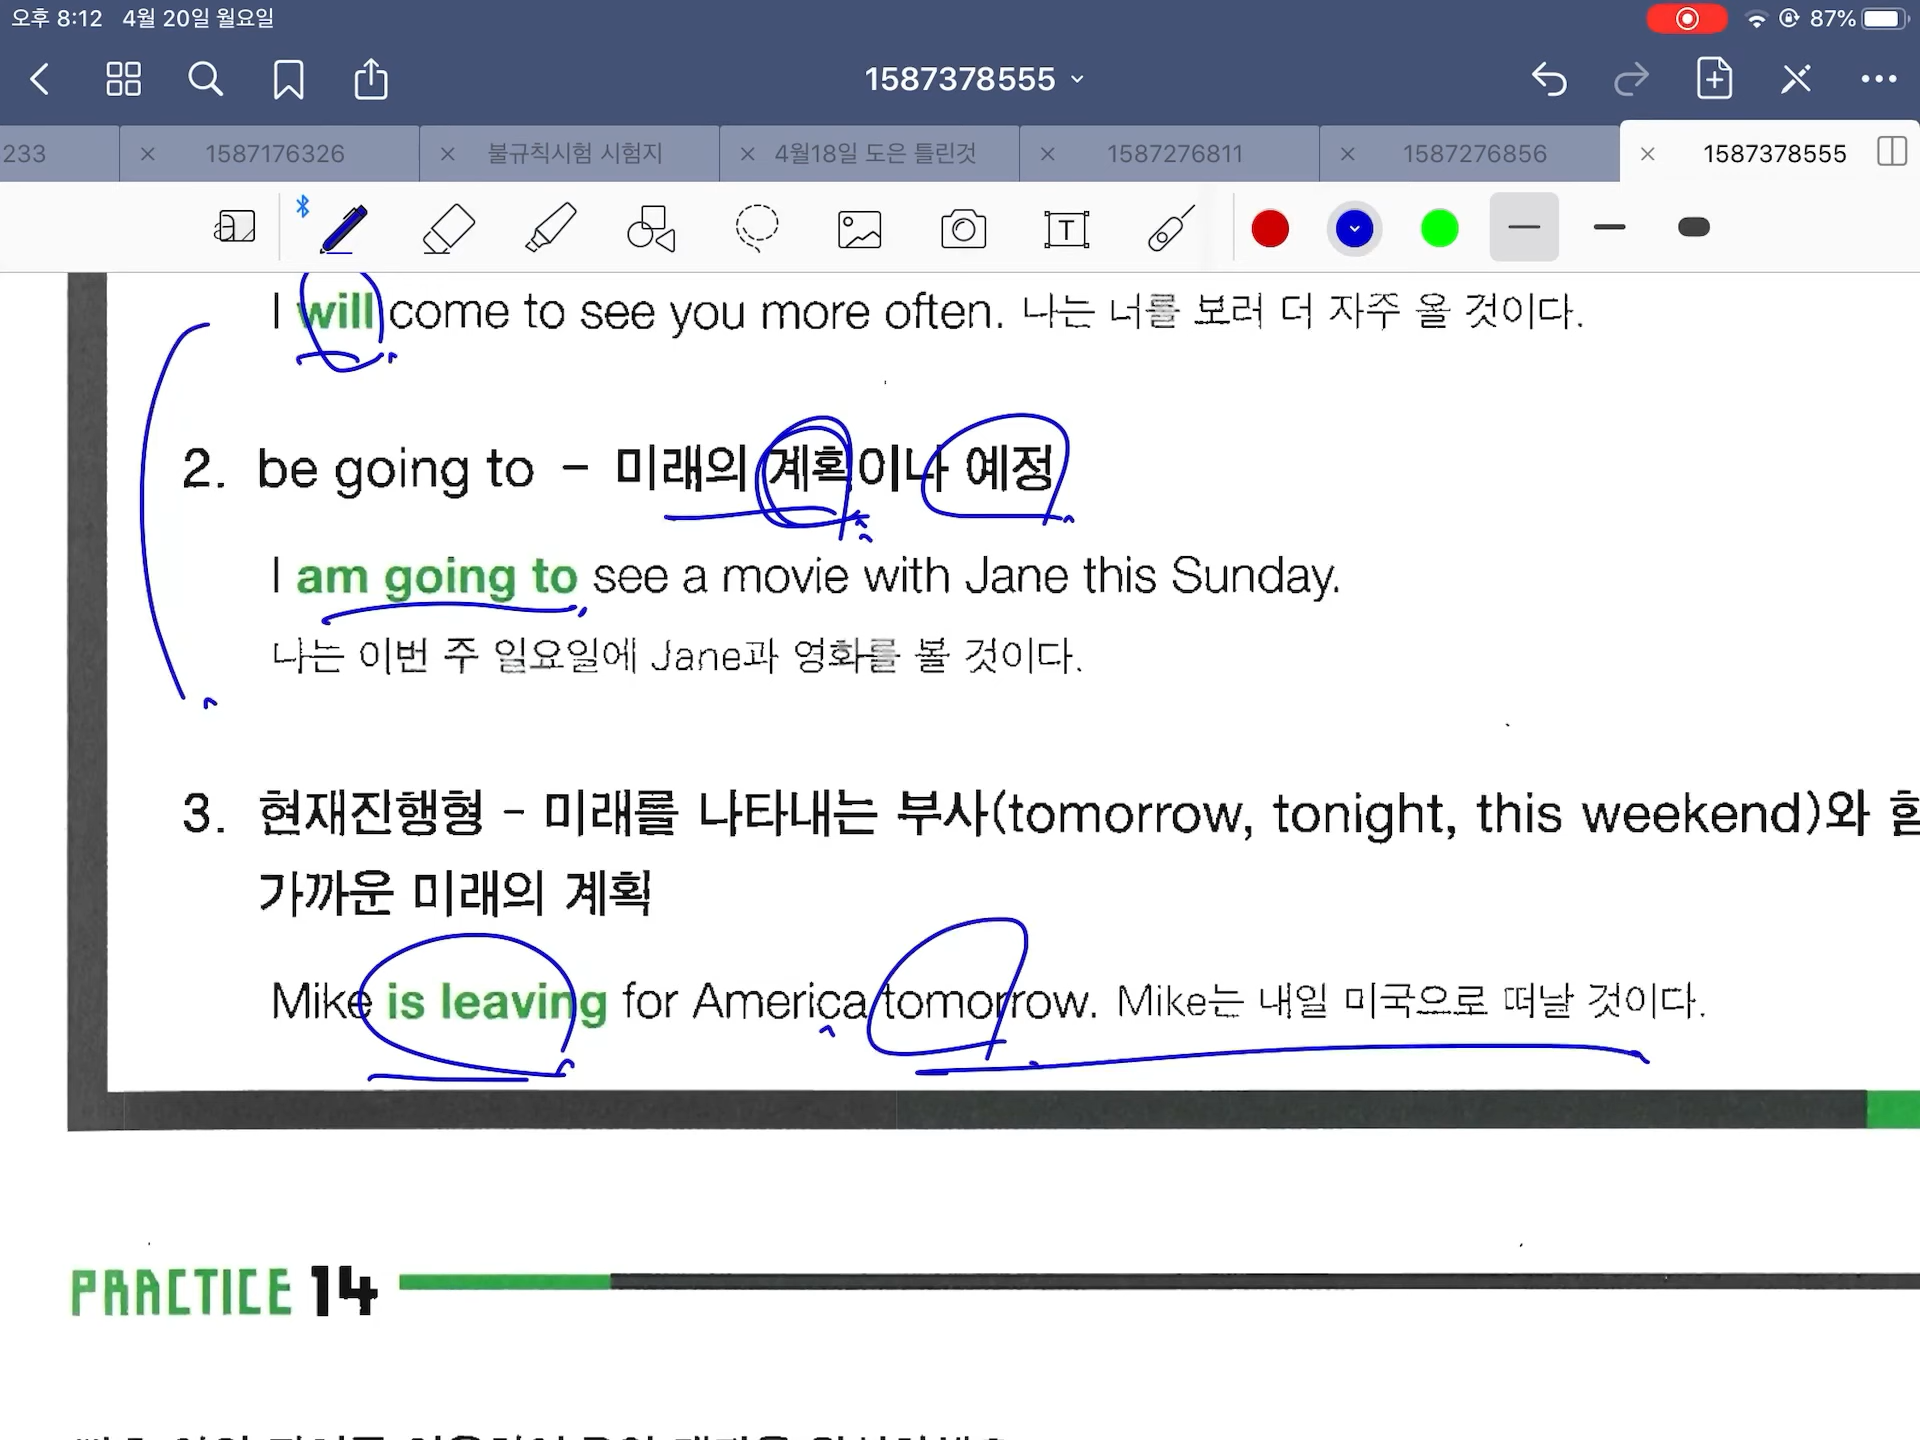 오후 8:12 4월 20일 월요일 87%
1587378555
233 1587176326 불규칙시험 시험지 4월18일 도은 틀린것 1587276811 1587276856 1587378555
I will come to see you more often. 나는 너를 보러 더 자주 올 것이다.
2. be going to - 미래의 계획이나 예정
I am going to see a movie with Jane this Sunday.
나는 이번 주 일요일에 Jane과 영화를 볼 것이다.
3. 현재진행형 - 미래를 나타내는 부사(tomorrow, tonight, this weekend)와
가까운 미래의 계획
Mike is leaving for America tomorrow. Mike는 내일 미국으로 떠날 것이다.
PRACTICE 14